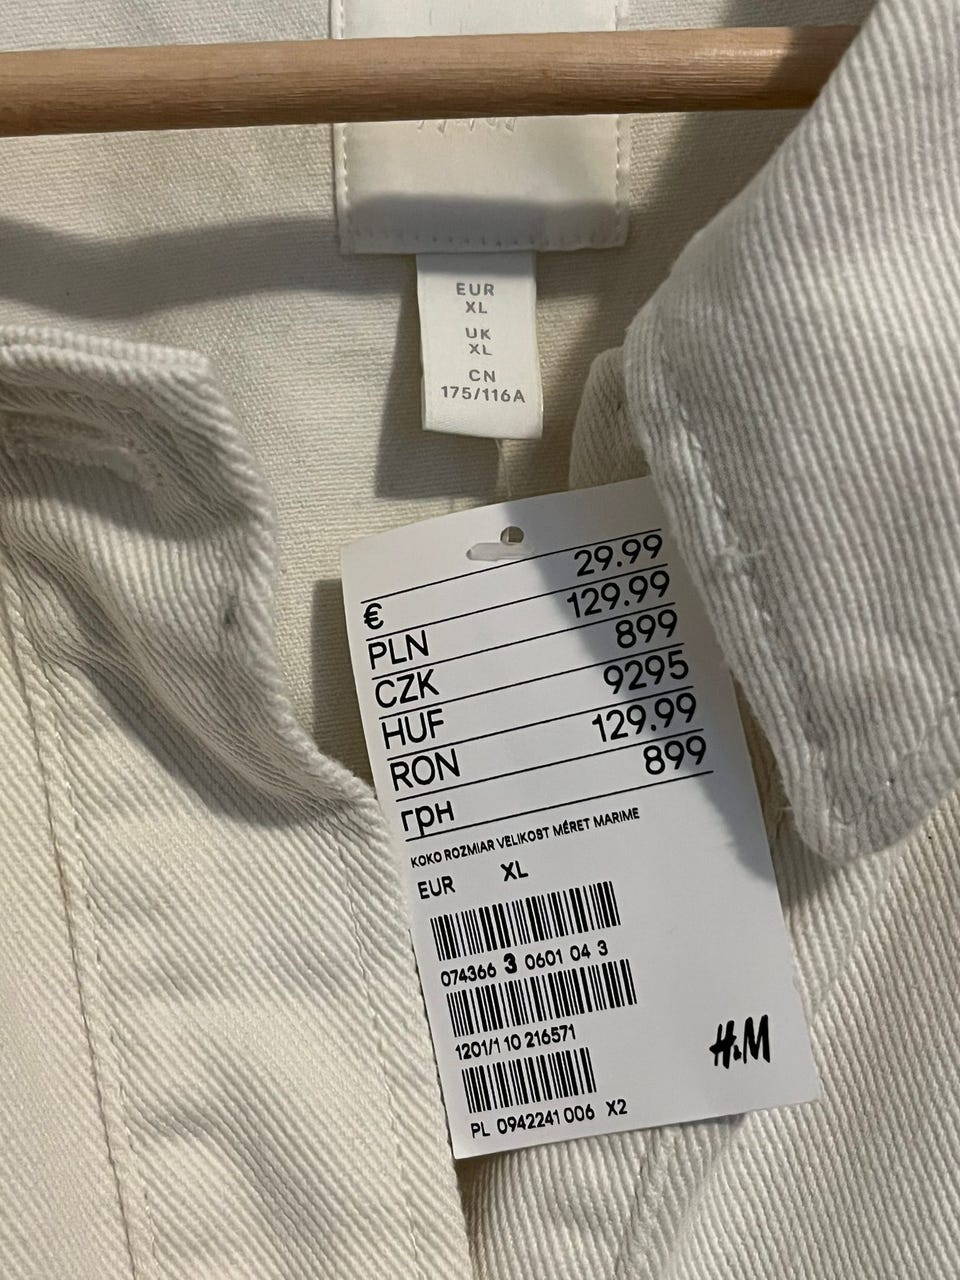 EUR
XL
UK
XL
CN
175/116A
€ 29.99
PLN 129.99
CZK 899
HUF 9295
RON 129.99
грн 899
KOKO ROZMIAR VELIKOST MÉRET MARIME
EUR XL
074366 3 0601 04 3
1201/1 10 216571
H&M
PL 0942241 006 X2